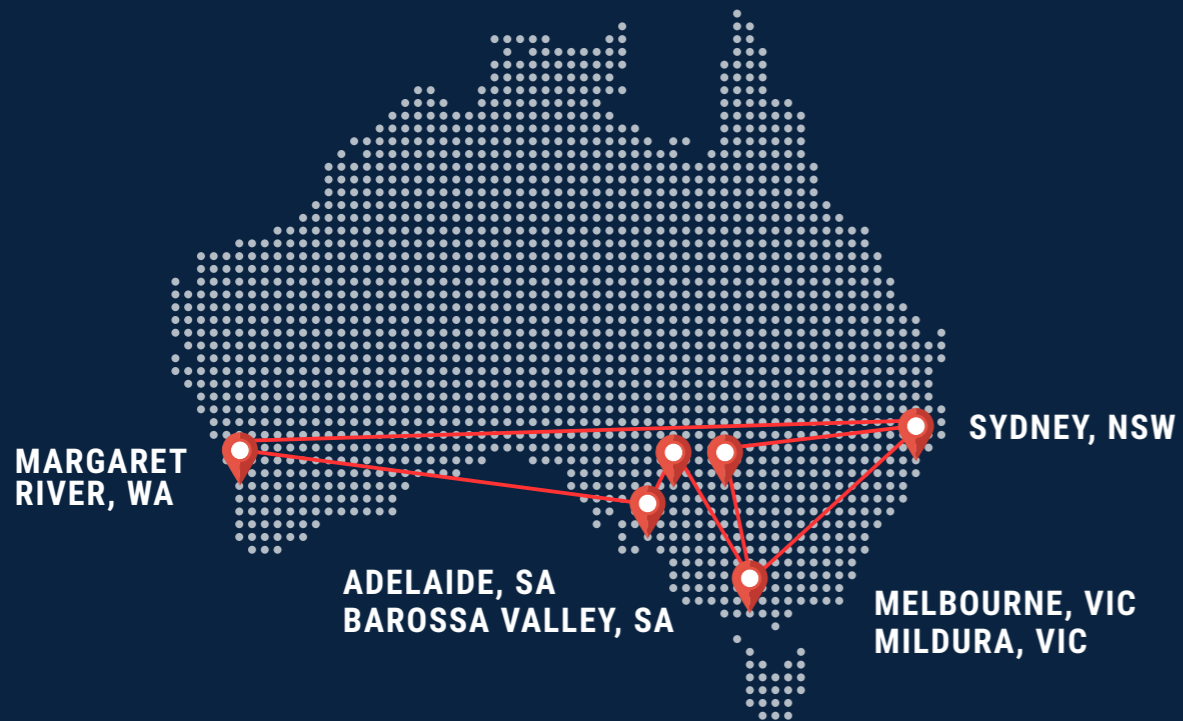 SYDNEY, NSW
MARGARET
RIVER, WA
ADELAIDE, SA
BAROSSA VALLEY, SA
MELBOURNE, VIC
MILDURA, VIC